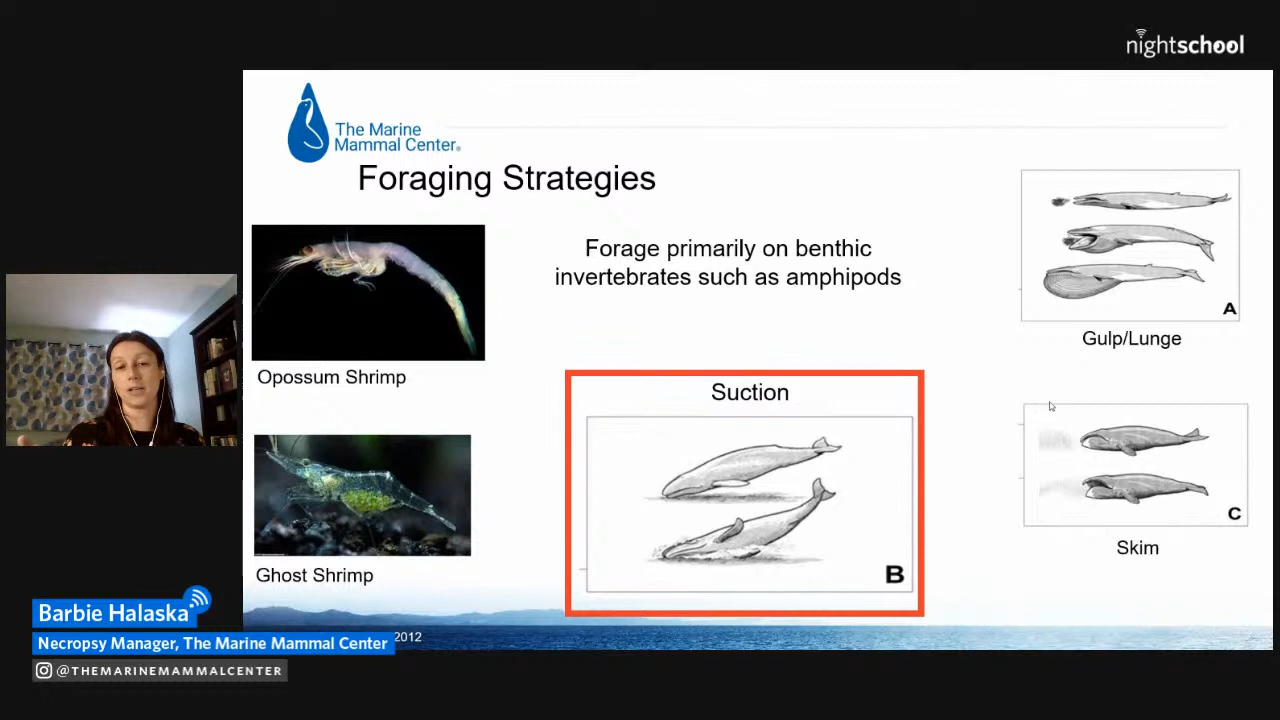 nightschool
The Marine
Mammal Center®
Foraging Strategies
Forage primarily on benthic
invertebrates such as amphipods
Opossum Shrimp
Ghost Shrimp
Suction
B
A
Gulp/Lunge
C
Skim
2012
Barbie Halaska
Necropsy Manager, The Marine Mammal Center
@THEMARINEMAMMALCENTER